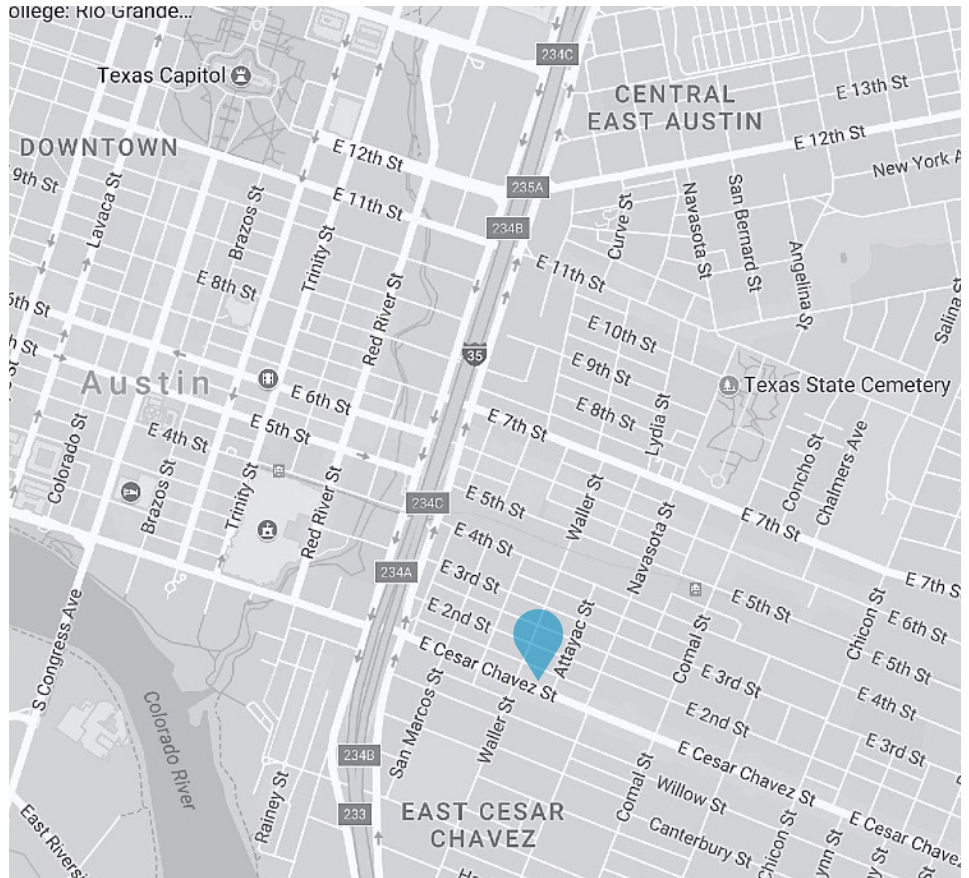 ollege: Rio Grande...
234C
Texas Capitol
CENTRAL
EAST AUSTIN
E 13th St
DOWNTOWN
E 12th St
E 12th St
New York A
9th St
Lavaca St
Brazos St
E 11th St
235A
234B
Trinity St
Curve St
Navasota St
San Bernard St
Angelina St
E 8th St
E 11th St
Red River St
Salina St
E 10th St
35
E 9th St
Austin
E 6th St
Texas State Cemetery
E 8th St
E 7th St
Lydia St
E 5th St
E 4th St
Colorado St
Brazos St
Trinity St
Red River St
234C
E 5th St
Waller St
Concho St
Chalmers Ave
E 7th St
E 4th St
234A
E 3rd St
Navasota St
E 7th St
E 2nd St
E 5th St
E 6th St
Attayac St
Comal St
Chicon St
E 5th St
E Cesar Chavez St
E 3rd St
E 4th St
S Congress Ave
San Marcos St
Waller St
E 2nd St
E 3rd St
Colorado River
234B
E Cesar Chavez St
Comal St
Willow St
Rainey St
233
EAST CESAR
CHAVEZ
Canterbury St
E Cesar Chavez
Chicon St
ynn St
East Riversi